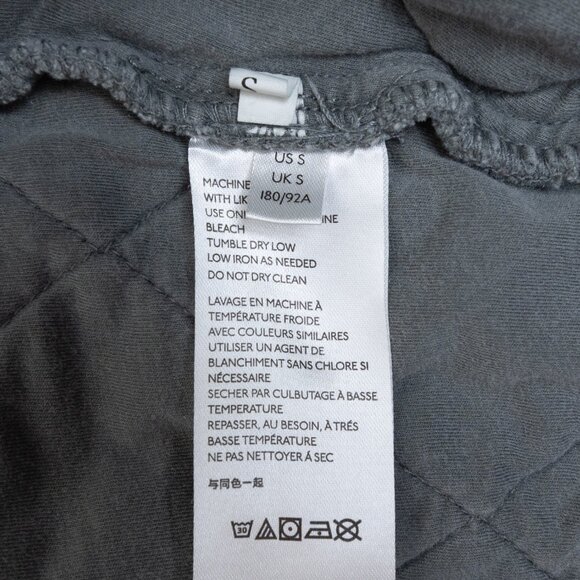 S
US S
UK S
180/92A
MACHINE
WITH LIK
USE ONL
INE
BLEACH
TUMBLE DRY LOW
LOW IRON AS NEEDED
DO NOT DRY CLEAN
LAVAGE EN MACHINE À
TEMPÉRATURE FROIDE
AVEC COULEURS SIMILAIRES
UTILISER UN AGENT DE
BLANCHIMENT SANS CHLORE SI
NÉCESSAIRE
SECHER PAR CULBUTAGE À BASSE
TEMPERATURE
REPASSER, AU BESOIN, À TRÉS
BASSE TEMPÉRATURE
NE PAS NETTOYER Á SEC
与同色一起
30